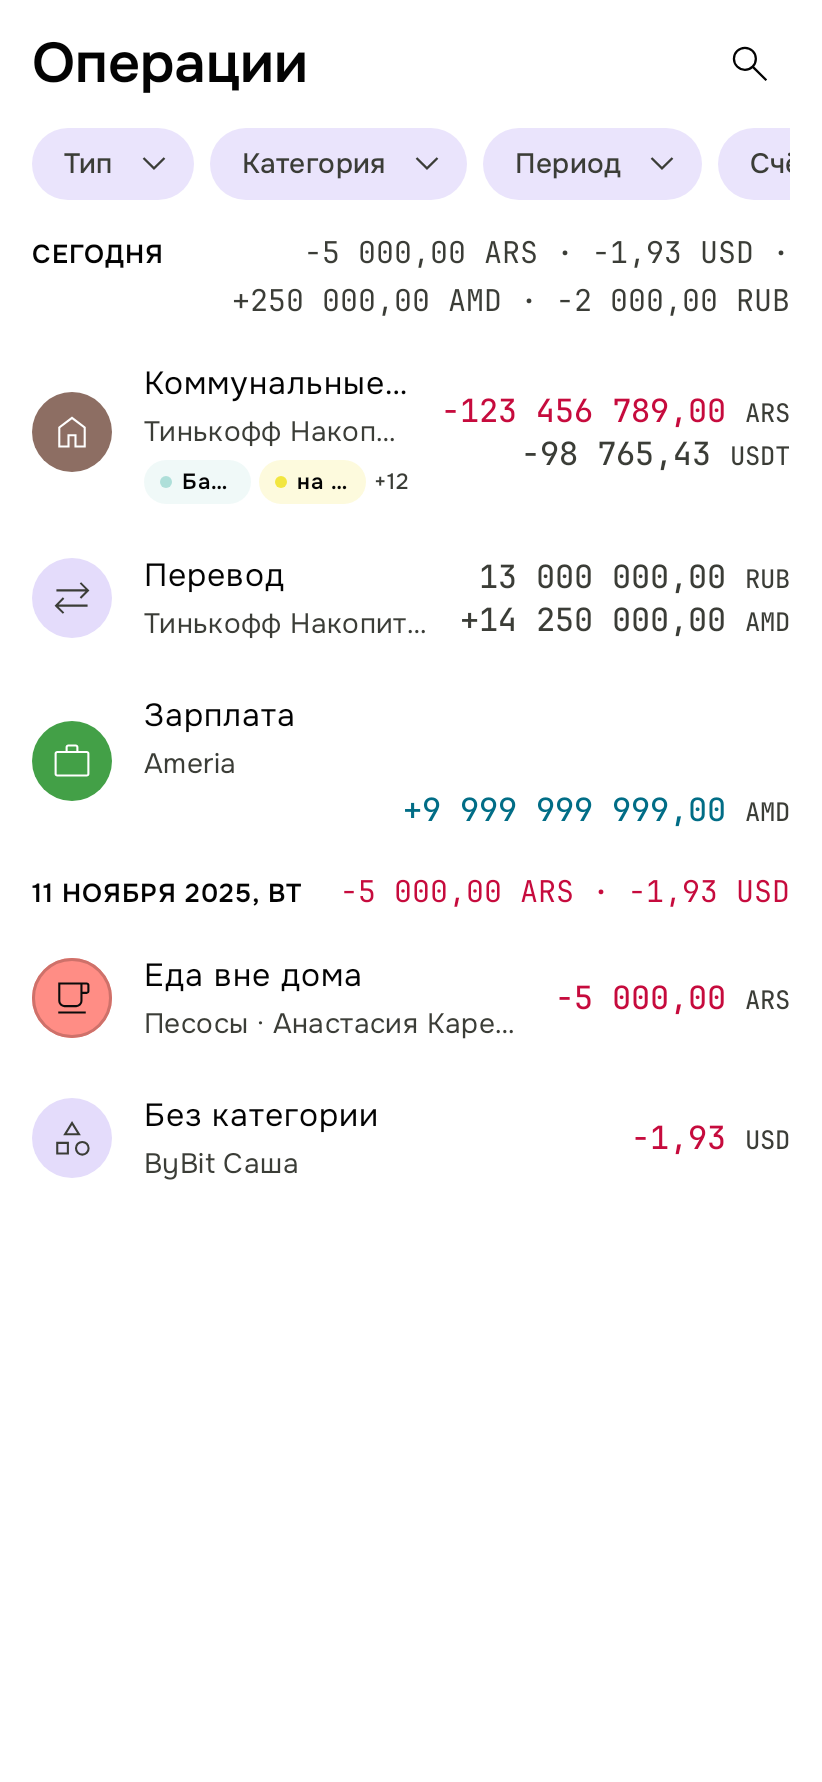 Операции
Тип
Категория
Период
Счё
СЕГОДНЯ
-5 000,00 ARS · -1,93 USD ·
+250 000,00 AMD · -2 000,00 RUB
Коммунальные...
-123 456 789,00 ARS
Тинькофф Накоп...
-98 765,43 USDT
Ба...
на ...
+12
Перевод
13 000 000,00 RUB
Тинькофф Накопит...
+14 250 000,00 AMD
Зарплата
Ameria
+9 999 999 999,00 AMD
11 НОЯБРЯ 2025, ВТ
-5 000,00 ARS · -1,93 USD
Еда вне дома
-5 000,00 ARS
Песосы · Анастасия Каре...
Без категории
-1,93 USD
ByBit Саша